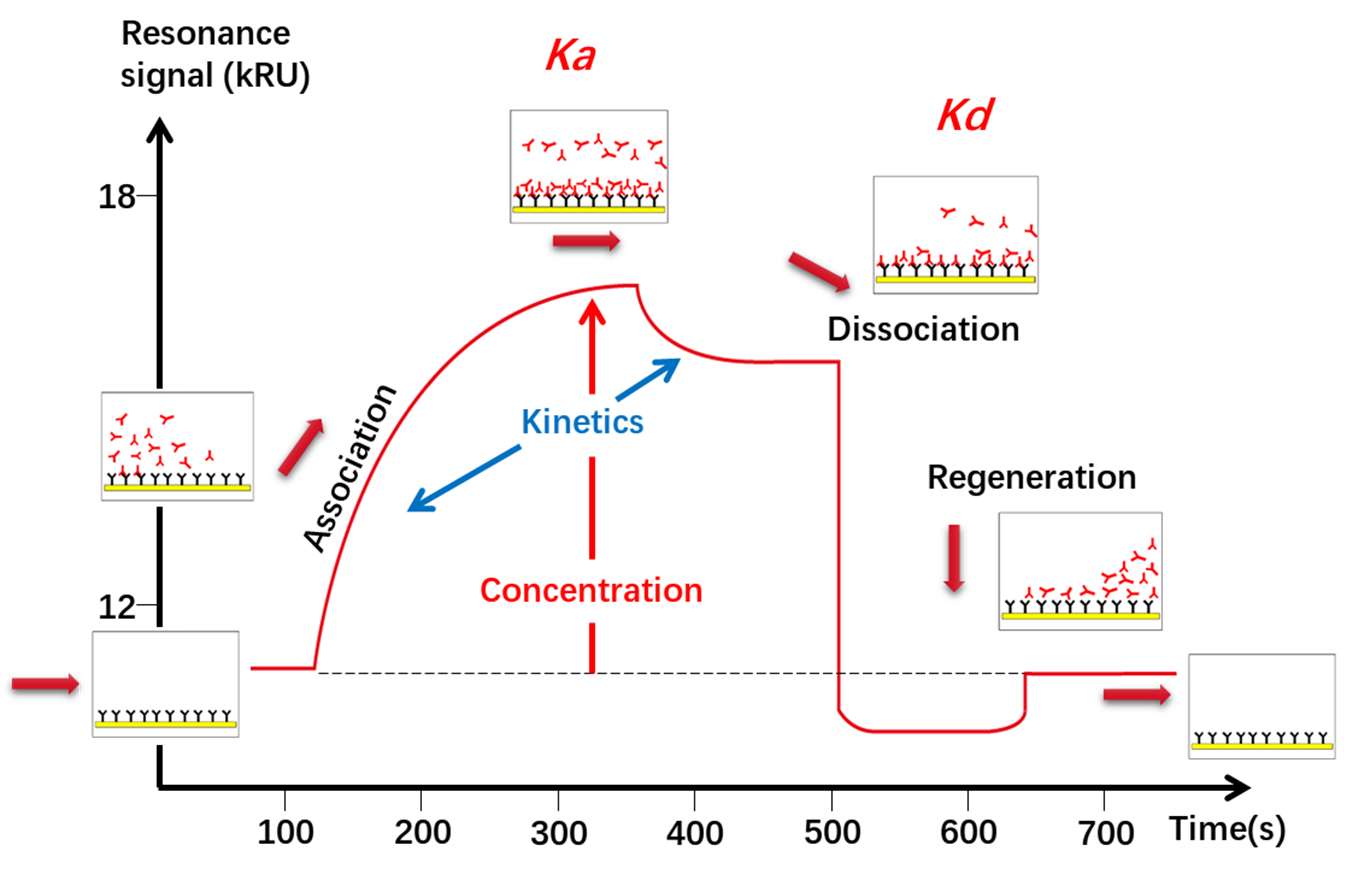 Resonance
signal (kRU)
Ka
Kd
18
Dissociation
Association
Kinetics
Regeneration
Concentration
12
100
200
300
400
500
600
700
Time(s)